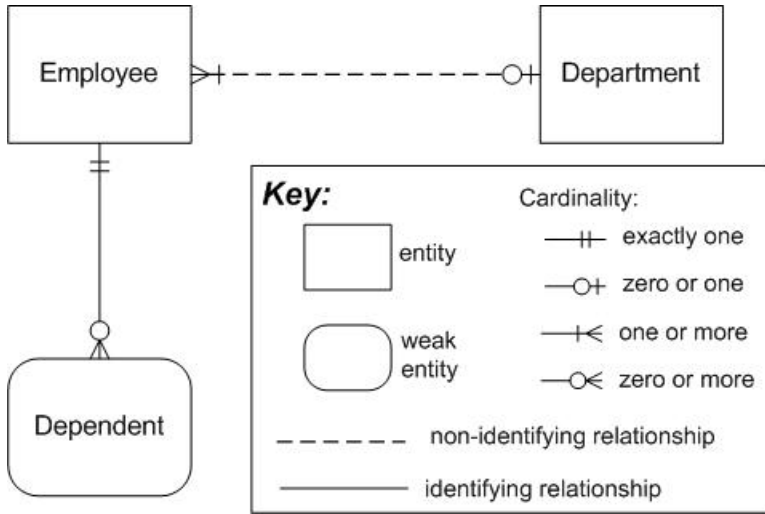 Employee
Department
Key:
Cardinality:
entity
exactly one
zero or one
weak
entity
one or more
zero or more
Dependent
non-identifying relationship
identifying relationship